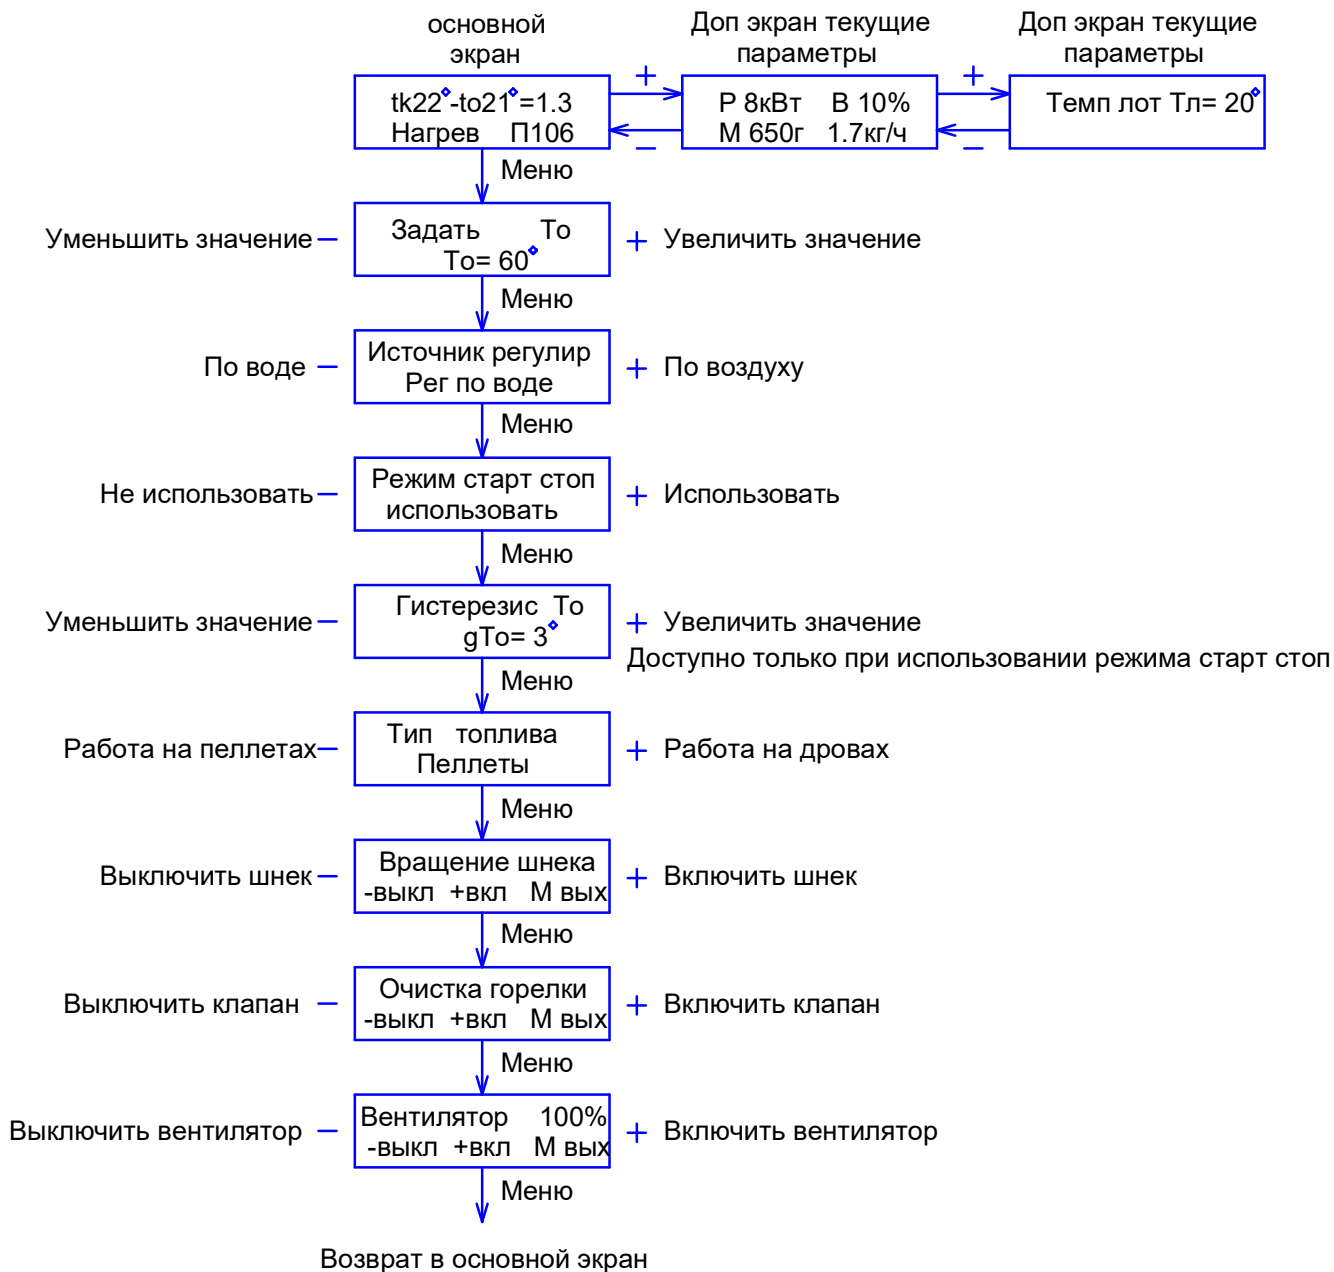 основной
экран
Доп экран текущие
параметры
Доп экран текущие
параметры
tk22°-to21°=1.3
Нагрев П106
+
−
Р 8кВт В 10%
М 650г 1.7кг/ч
+
−
Темп лот Тл= 20°
Меню
Уменьшить значение −
Задать То
То= 60°
+ Увеличить значение
Меню
По воде −
Источник регулир
Рег по воде
+ По воздуху
Меню
Не использовать −
Режим старт стоп
использовать
+ Использовать
Меню
Уменьшить значение −
Гистерезис То
gТо= 3°
+ Увеличить значение
Доступно только при использовании режима старт стоп
Меню
Работа на пеллетах −
Тип топлива
Пеллеты
+ Работа на дровах
Меню
Выключить шнек −
Вращение шнека
-выкл +вкл М вых
+ Включить шнек
Меню
Выключить клапан −
Очистка горелки
-выкл +вкл М вых
+ Включить клапан
Меню
Выключить вентилятор −
Вентилятор 100%
-выкл +вкл М вых
+ Включить вентилятор
Меню
Возврат в основной экран